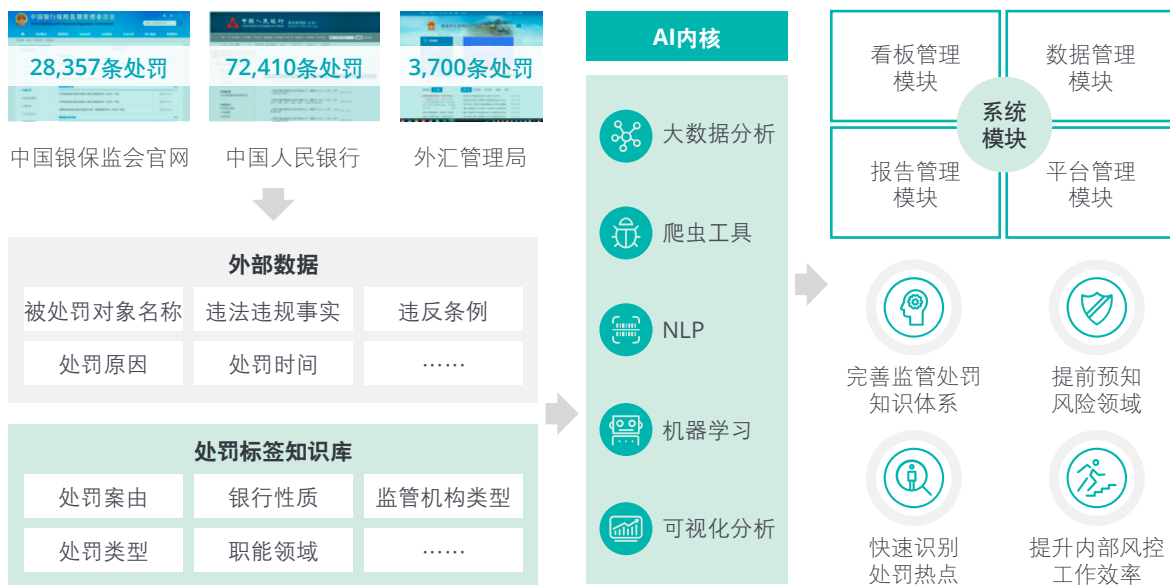 28,357条处罚
72,410条处罚
3,700条处罚
中国银保监会官网
中国人民银行
外汇管理局
外部数据
被处罚对象名称
违法违规事实
违反条例
处罚原因
处罚时间
……
处罚标签知识库
处罚案由
银行性质
监管机构类型
处罚类型
职能领域
……
AI内核
大数据分析
爬虫工具
NLP
机器学习
可视化分析
看板管理
模块
数据管理
模块
系统
模块
报告管理
模块
平台管理
模块
完善监管处罚
知识体系
提前预知
风险领域
快速识别
处罚热点
提升内部风控
工作效率